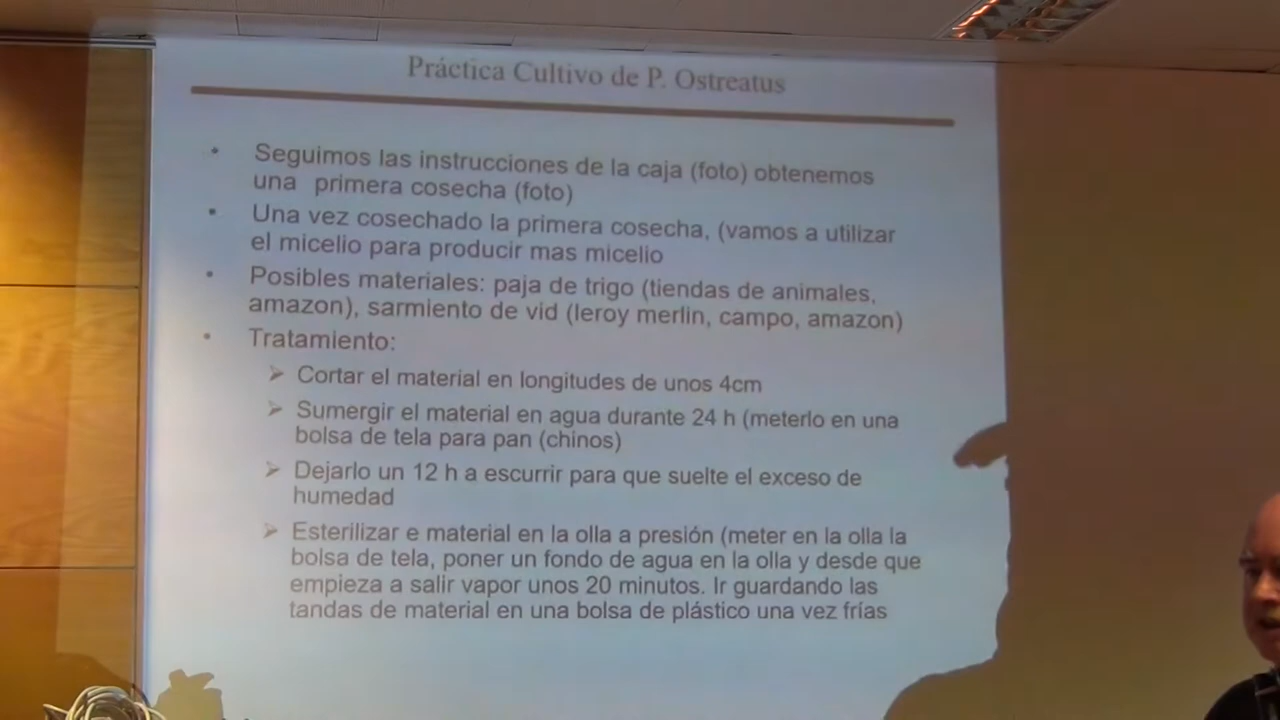 Práctica Cultivo de P. Ostreatus
• Seguimos las instrucciones de la caja (foto) obtenemos
una primera cosecha (foto)
• Una vez cosechado la primera cosecha, (vamos a utilizar
el micelio para producir mas micelio
• Posibles materiales: paja de trigo (tiendas de animales,
amazon), sarmiento de vid (leroy merlin, campo, amazon)
• Tratamiento:
➢ Cortar el material en longitudes de unos 4cm
➢ Sumergir el material en agua durante 24 h (meterlo en una
bolsa de tela para pan (chinos)
➢ Dejarlo un 12 h a escurrir para que suelte el exceso de
humedad
➢ Esterilizar e material en la olla a presión (meter en la olla la
bolsa de tela, poner un fondo de agua en la olla y desde que
empieza a salir vapor unos 20 minutos. Ir guardando las
tandas de material en una bolsa de plástico una vez frías